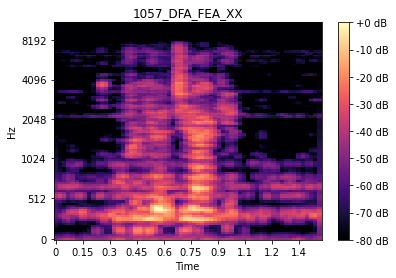 1057_DFA_FEA_XX
+0 dB
8192
-10 dB
4096
-20 dB
-30 dB
Hz
2048
-40 dB
1024
-50 dB
512
-60 dB
-70 dB
0
-80 dB
0 0.15 0.3 0.45 0.6 0.75 0.9 1 1.2 1.4
Time